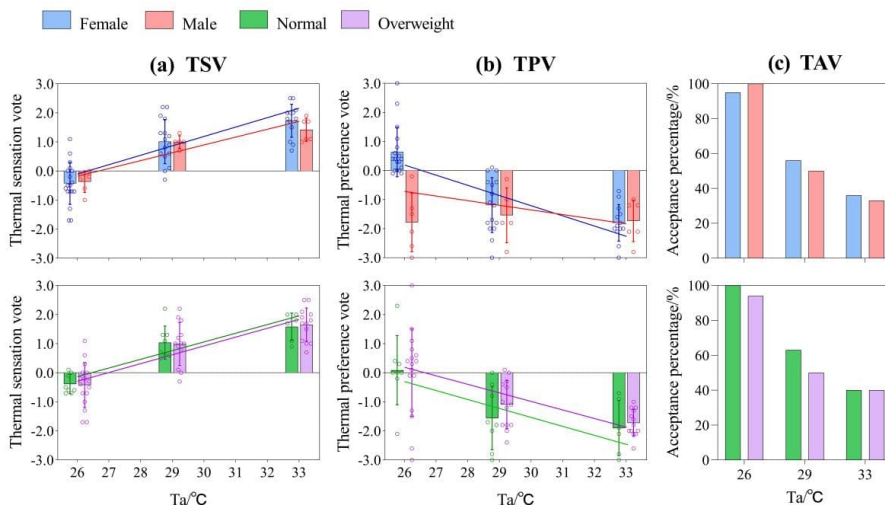 Female Male Normal Overweight
(a) TSV (b) TPV (c) TAV
Thermal sensation vote
3.0
2.0
1.0
0.0
-1.0
-2.0
-3.0
Thermal preference vote
3.0
2.0
1.0
0.0
-1.0
-2.0
-3.0
Acceptance percentage/%
100
80
60
40
20
0
Thermal sensation vote
3.0
2.0
1.0
0.0
-1.0
-2.0
-3.0
26 27 28 29 30 31 32 33
Ta/°C
Thermal preference vote
3.0
2.0
1.0
0.0
-1.0
-2.0
-3.0
26 27 28 29 30 31 32 33
Ta/°C
Acceptance percentage/%
100
80
60
40
20
0
26 29 33
Ta/°C